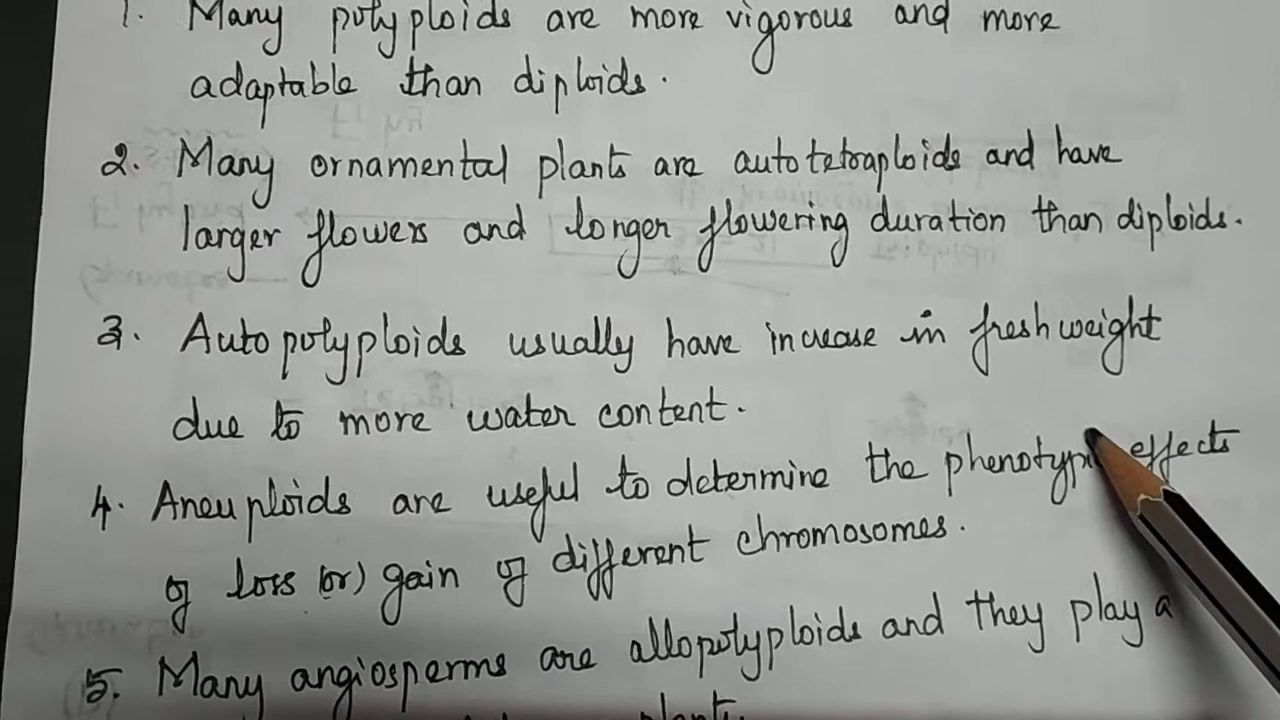 1. Many polyploids are more vigorous and more
adaptable than diploids.
2. Many ornamental plants are autotetraploids and have
larger flowers and longer flowering duration than diploids.
3. Autopolyploids usually have increase in fresh weight
due to more water content.
4. Aneuploids are useful to determine the phenotypic effects
of loss (or) gain of different chromosomes.
5. Many angiosperms are allopolyploids and they play a
plants.